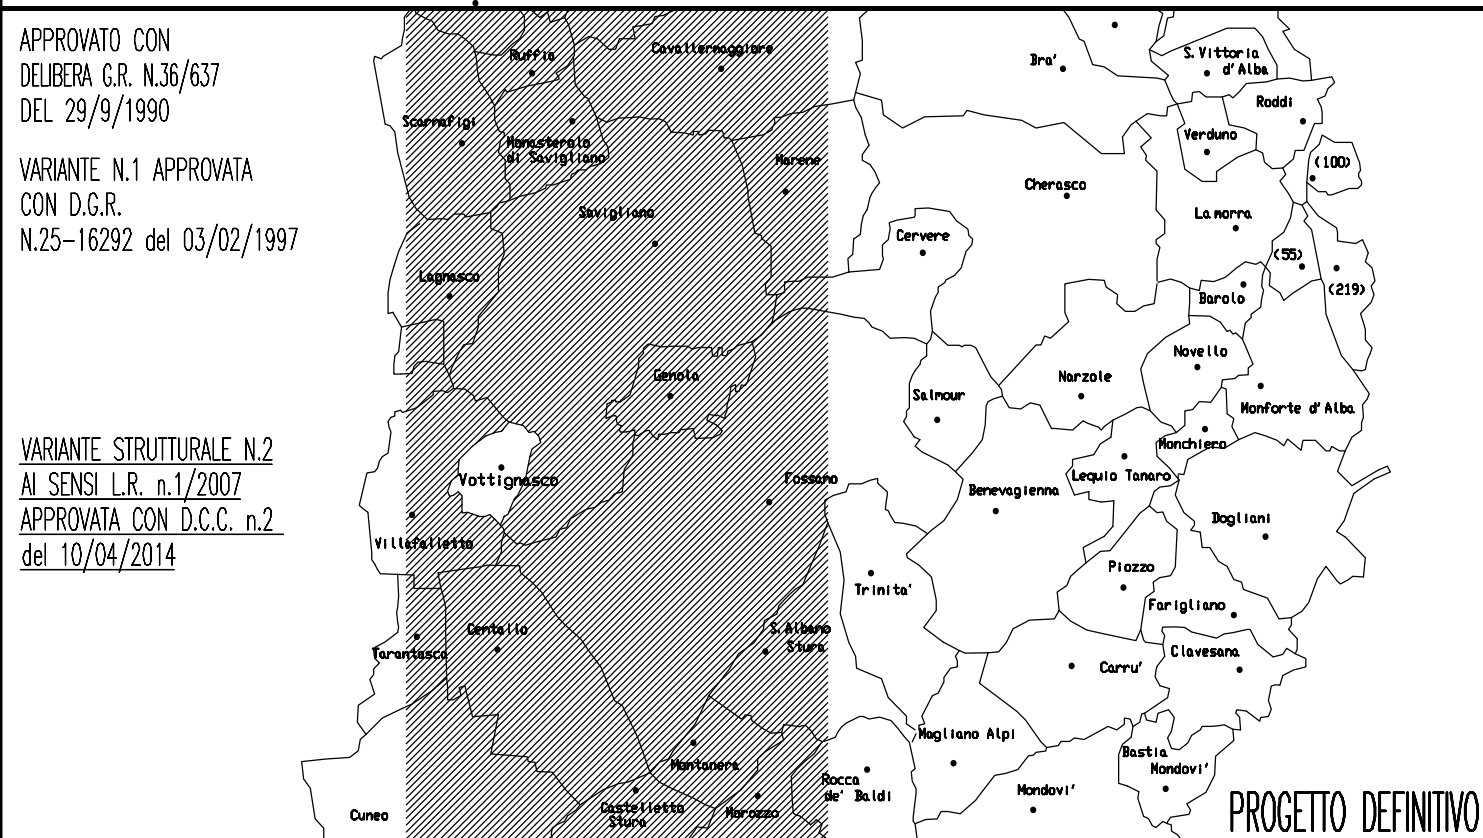 APPROVATO CON
DELIBERA G.R. N.36/637
DEL 29/9/1990
VARIANTE N.1 APPROVATA
CON D.G.R.
N.25-16292 del 03/02/1997
VARIANTE STRUTTURALE N.2
AI SENSI L.R. n.1/2007
APPROVATA CON D.C.C. n.2
del 10/04/2014
Ruffia
Cavallermaggiore
Bra'
S. Vittoria
d'Alba
Roddi
Scarnafigi
Monasterolo
di Savigliano
Marene
Verduno
(100)
Cherasco
Savigliano
La morra
Cervere
(55)
Lagnasco
(219)
Barolo
Novello
Genola
Narzole
Salmour
Monforte d'Alba
Monchiero
Vottignasco
Fossano
Lequio Tanaro
Benevagienna
Dogliani
Villafalletto
Piozzo
Trinita'
Farigliano
Centallo
S. Albano
Stura
Tarantasca
Clavesana
Carru'
Magliano Alpi
Bastia
Mondovi'
Montanera
Rocca
de' Baldi
Mondovi'
Castelletto
Stura
Morozzo
Cuneo
PROGETTO DEFINITIVO